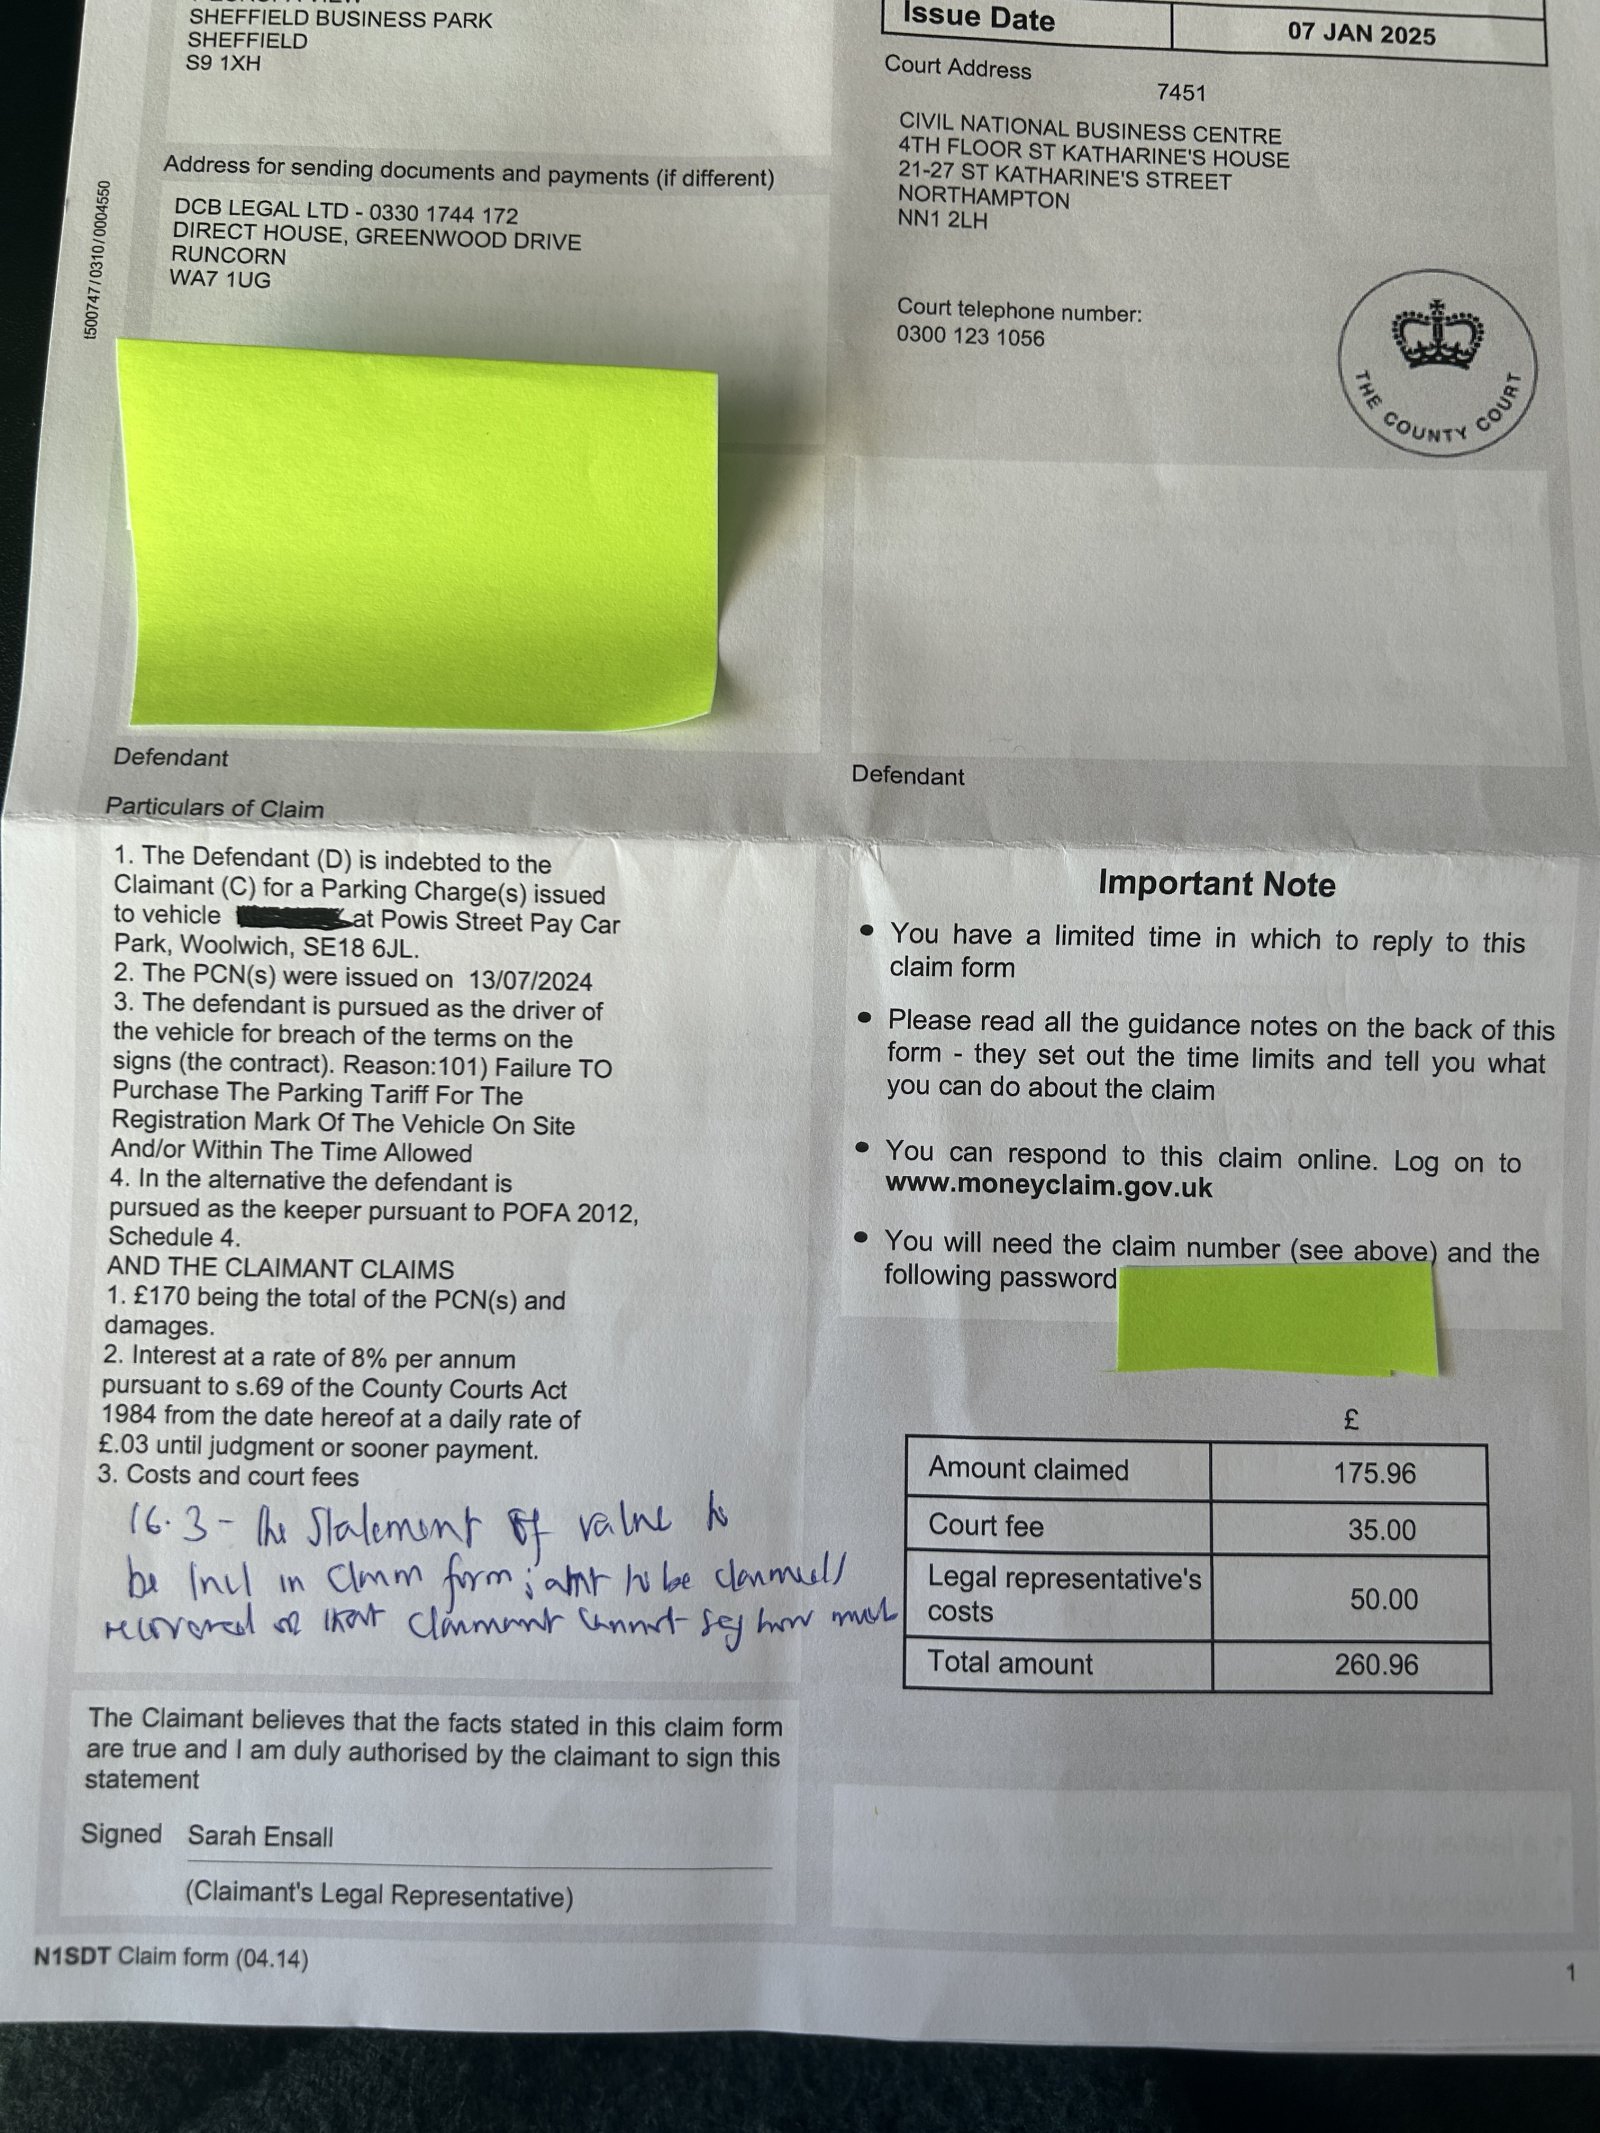 SHEFFIELD BUSINESS PARK
SHEFFIELD
S9 1XH
Issue Date
07 JAN 2025
Court Address
7451
CIVIL NATIONAL BUSINESS CENTRE
4TH FLOOR ST KATHARINE'S HOUSE
21-27 ST KATHARINE'S STREET
NORTHAMPTON
NN1 2LH
Address for sending documents and payments (if different)
DCB LEGAL LTD - 0330 1744 172
DIRECT HOUSE, GREENWOOD DRIVE
RUNCORN
WA7 1UG
t500747/0310/0004550
Court telephone number:
0300 123 1056
THE COUNTY COURT
Defendant
Defendant
Particulars of Claim
1. The Defendant (D) is indebted to the
Claimant (C) for a Parking Charge(s) issued
to vehicle at Powis Street Pay Car
Park, Woolwich, SE18 6JL.
2. The PCN(s) were issued on 13/07/2024
3. The defendant is pursued as the driver of
the vehicle for breach of the terms on the
signs (the contract). Reason:101) Failure TO
Purchase The Parking Tariff For The
Registration Mark Of The Vehicle On Site
And/or Within The Time Allowed
4. In the alternative the defendant is
pursued as the keeper pursuant to POFA 2012,
Schedule 4.
AND THE CLAIMANT CLAIMS
1. £170 being the total of the PCN(s) and
damages.
2. Interest at a rate of 8% per annum
pursuant to s.69 of the County Courts Act
1984 from the date hereof at a daily rate of
£.03 until judgment or sooner payment.
3. Costs and court fees
16.3 - the statement of value to
be incl in claim form; amt to be claimed/
recovered or that claimant cannot say how much
The Claimant believes that the facts stated in this claim form
are true and I am duly authorised by the claimant to sign this
statement
Signed Sarah Ensall
(Claimant's Legal Representative)
N1SDT Claim form (04.14)
Important Note
• You have a limited time in which to reply to this
claim form
• Please read all the guidance notes on the back of this
form - they set out the time limits and tell you what
you can do about the claim
• You can respond to this claim online. Log on to
www.moneyclaim.gov.uk
• You will need the claim number (see above) and the
following password
£
Amount claimed 175.96
Court fee 35.00
Legal representative's
costs 50.00
Total amount 260.96
1